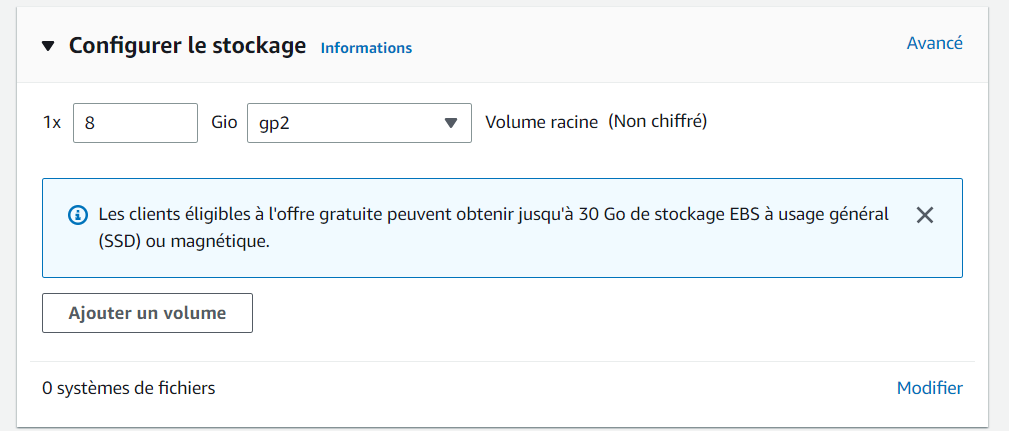 Configurer le stockage Informations Avancé
1x 8 Gio gp2 Volume racine (Non chiffré)
Les clients éligibles à l'offre gratuite peuvent obtenir jusqu'à 30 Go de stockage EBS à usage général
(SSD) ou magnétique.
Ajouter un volume
0 systèmes de fichiers Modifier